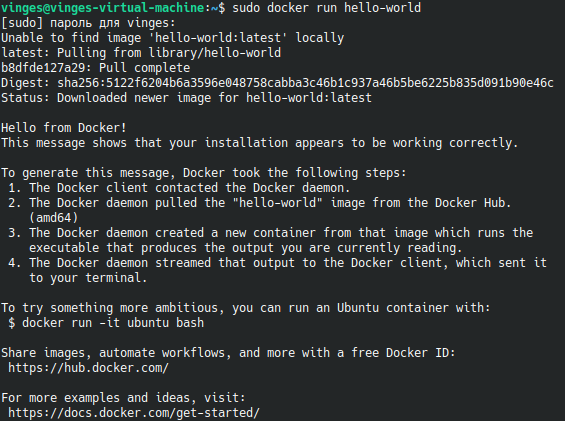 vinges@vinges-virtual-machine:~$ sudo docker run hello-world
[sudo] пароль для vinges:
Unable to find image 'hello-world:latest' locally
latest: Pulling from library/hello-world
b8dfde127a29: Pull complete
Digest: sha256:5122f6204b6a3596e048758cabba3c46b1c937a46b5be6225b835d091b90e46c
Status: Downloaded newer image for hello-world:latest

Hello from Docker!
This message shows that your installation appears to be working correctly.

To generate this message, Docker took the following steps:
 1. The Docker client contacted the Docker daemon.
 2. The Docker daemon pulled the "hello-world" image from the Docker Hub.
    (amd64)
 3. The Docker daemon created a new container from that image which runs the
    executable that produces the output you are currently reading.
 4. The Docker daemon streamed that output to the Docker client, which sent it
    to your terminal.

To try something more ambitious, you can run an Ubuntu container with:
 $ docker run -it ubuntu bash

Share images, automate workflows, and more with a free Docker ID:
 https://hub.docker.com/

For more examples and ideas, visit:
 https://docs.docker.com/get-started/